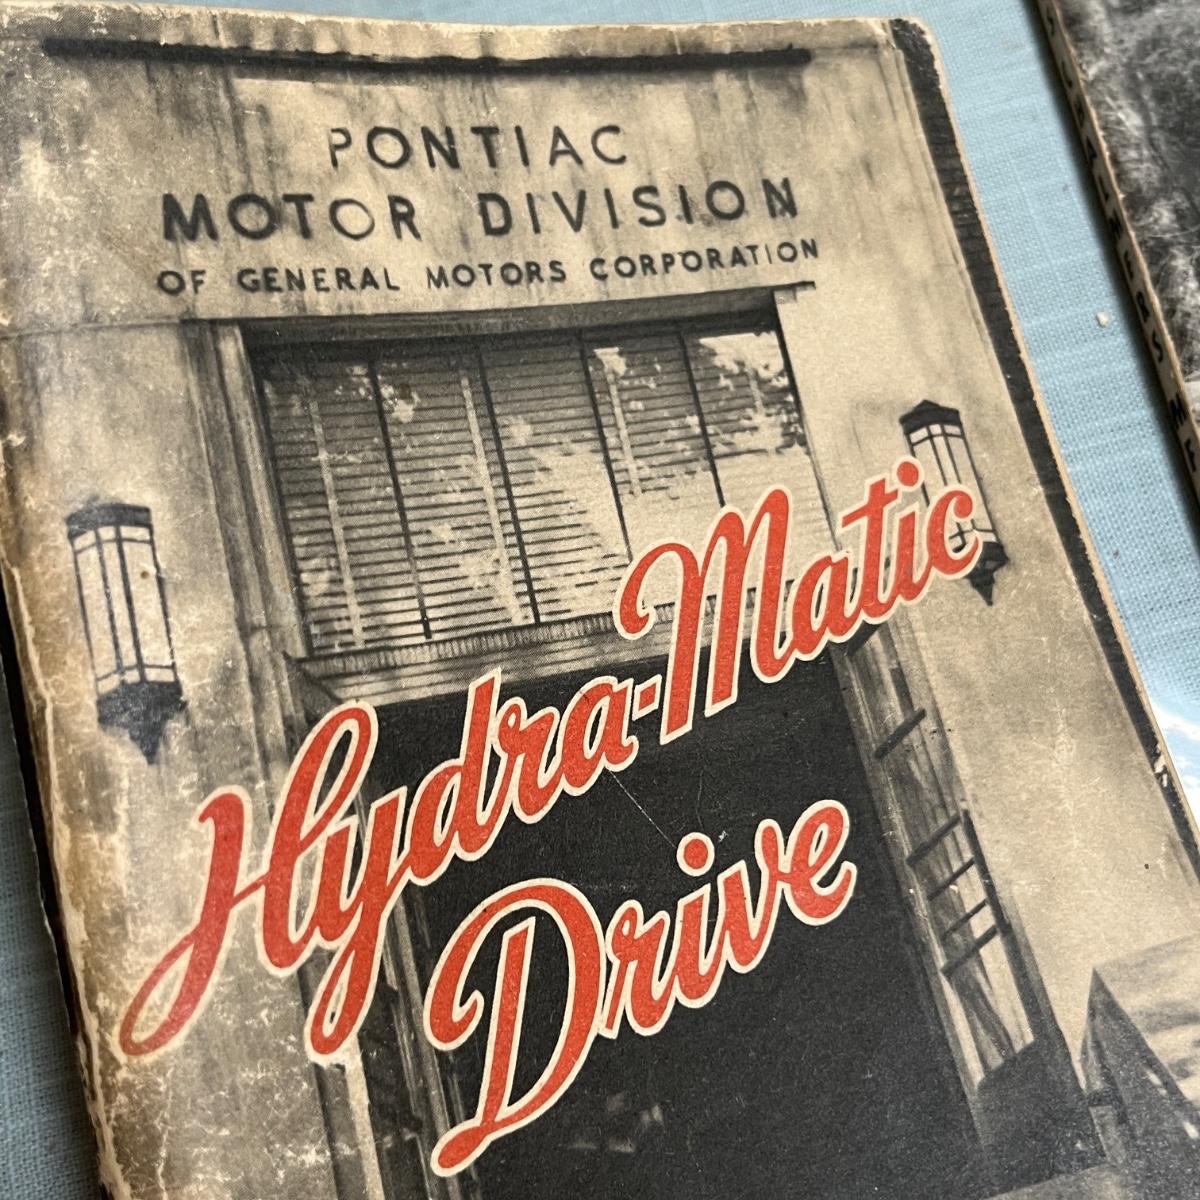 PONTIAC
MOTOR DIVISION
OF GENERAL MOTORS CORPORATION
Hydra-Matic
Drive